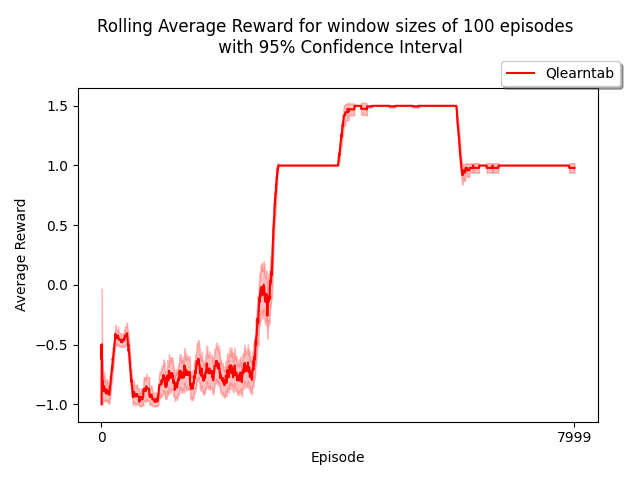 Rolling Average Reward for window sizes of 100 episodes
with 95% Confidence Interval
Qlearntab
1.5
1.0
0.5
0.0
−0.5
−1.0
Average Reward
0
7999
Episode